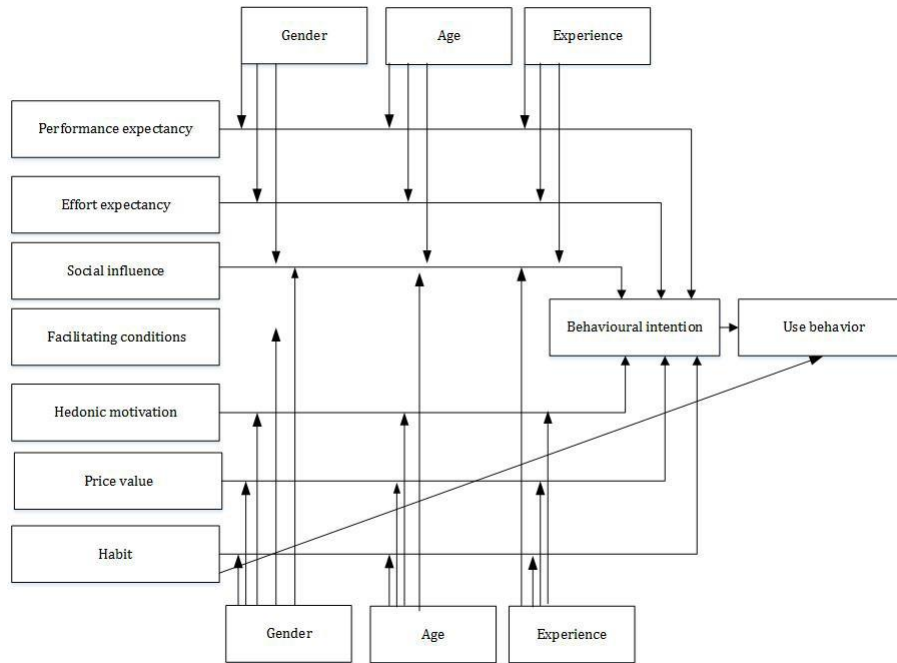 Gender
Age
Experience
Performance expectancy
Effort expectancy
Social influence
Facilitating conditions
Behavioural intention
Use behavior
Hedonic motivation
Price value
Habit
Gender
Age
Experience